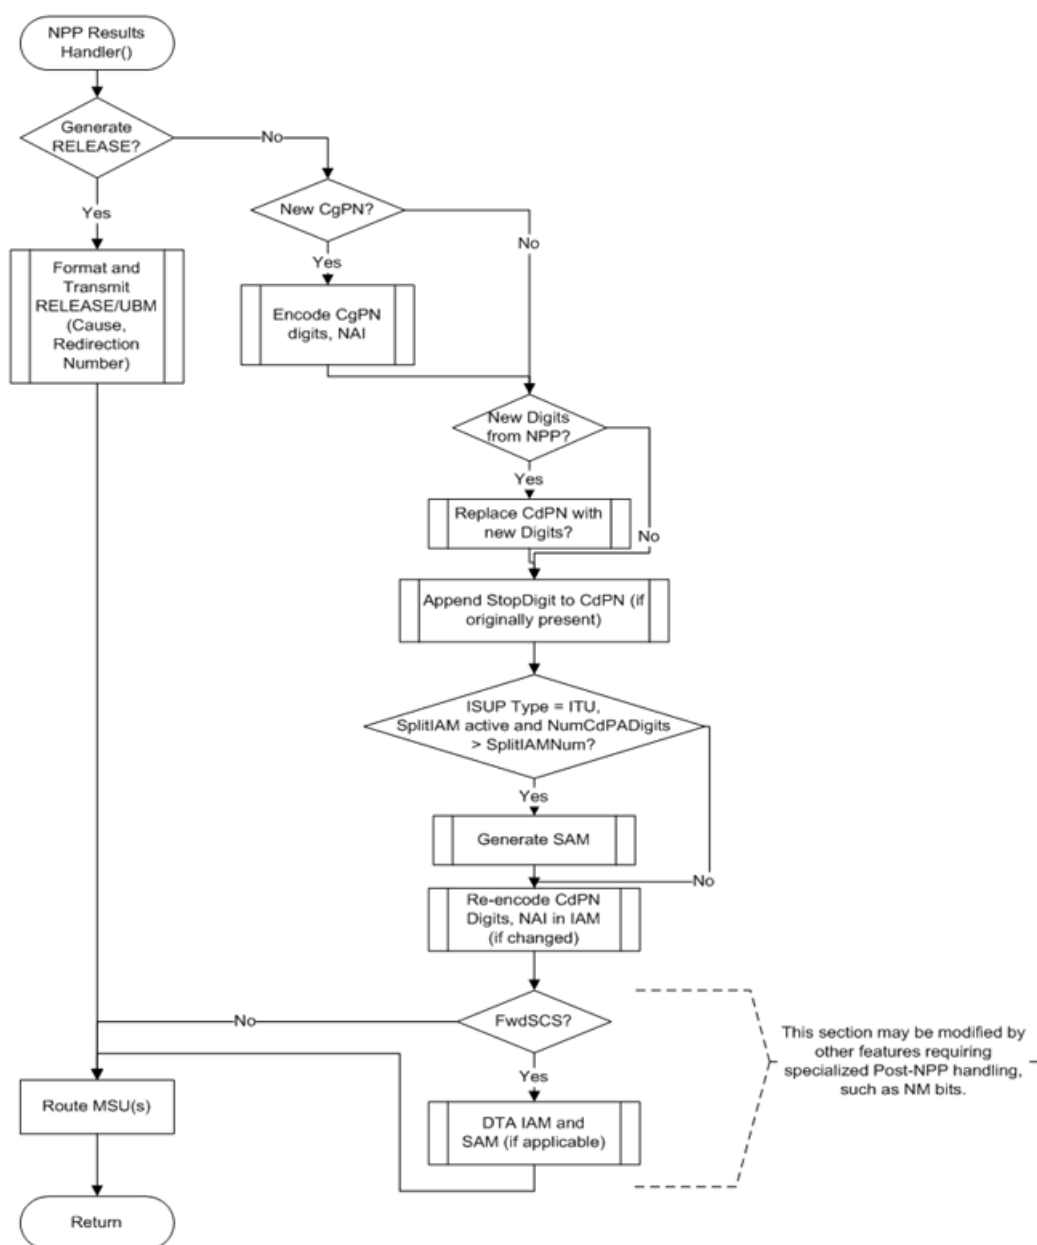 NPP Results
Handler()
Generate
RELEASE?
No
Yes
New CgPN?
No
Yes
Format and
Transmit
RELEASE/UBM
(Cause,
Redirection
Number)
Encode CgPN
digits, NAI
New Digits
from NPP?
Yes
No
Replace CdPN with
new Digits?
Append StopDigit to CdPN (if
originally present)
ISUP Type = ITU,
SplitIAM active and NumCdPADigits
> SplitIAMNum?
Yes
Generate SAM
No
Re-encode CdPN
Digits, NAI in IAM
(if changed)
No
FwdSCS?
Yes
This section may be modified by
other features requiring
specialized Post-NPP handling,
such as NM bits.
Route MSU(s)
DTA IAM and
SAM (if applicable)
Return